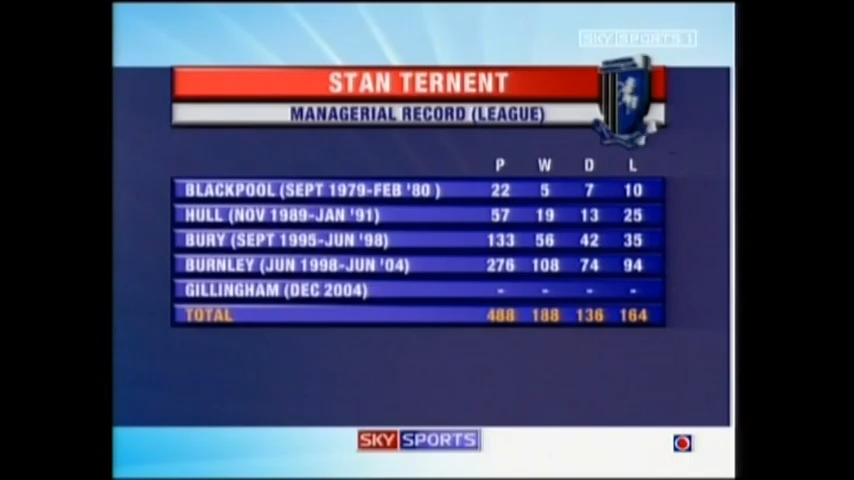 SKY SPORTS 1
STAN TERNENT
MANAGERIAL RECORD (LEAGUE)
P W D L
BLACKPOOL (SEPT 1979-FEB '80 ) 22 5 7 10
HULL (NOV 1989-JAN '91) 57 19 13 25
BURY (SEPT 1995-JUN '98) 133 56 42 35
BURNLEY (JUN 1998-JUN '04) 276 108 74 94
GILLINGHAM (DEC 2004) - - - -
TOTAL 488 188 136 164
SKY SPORTS